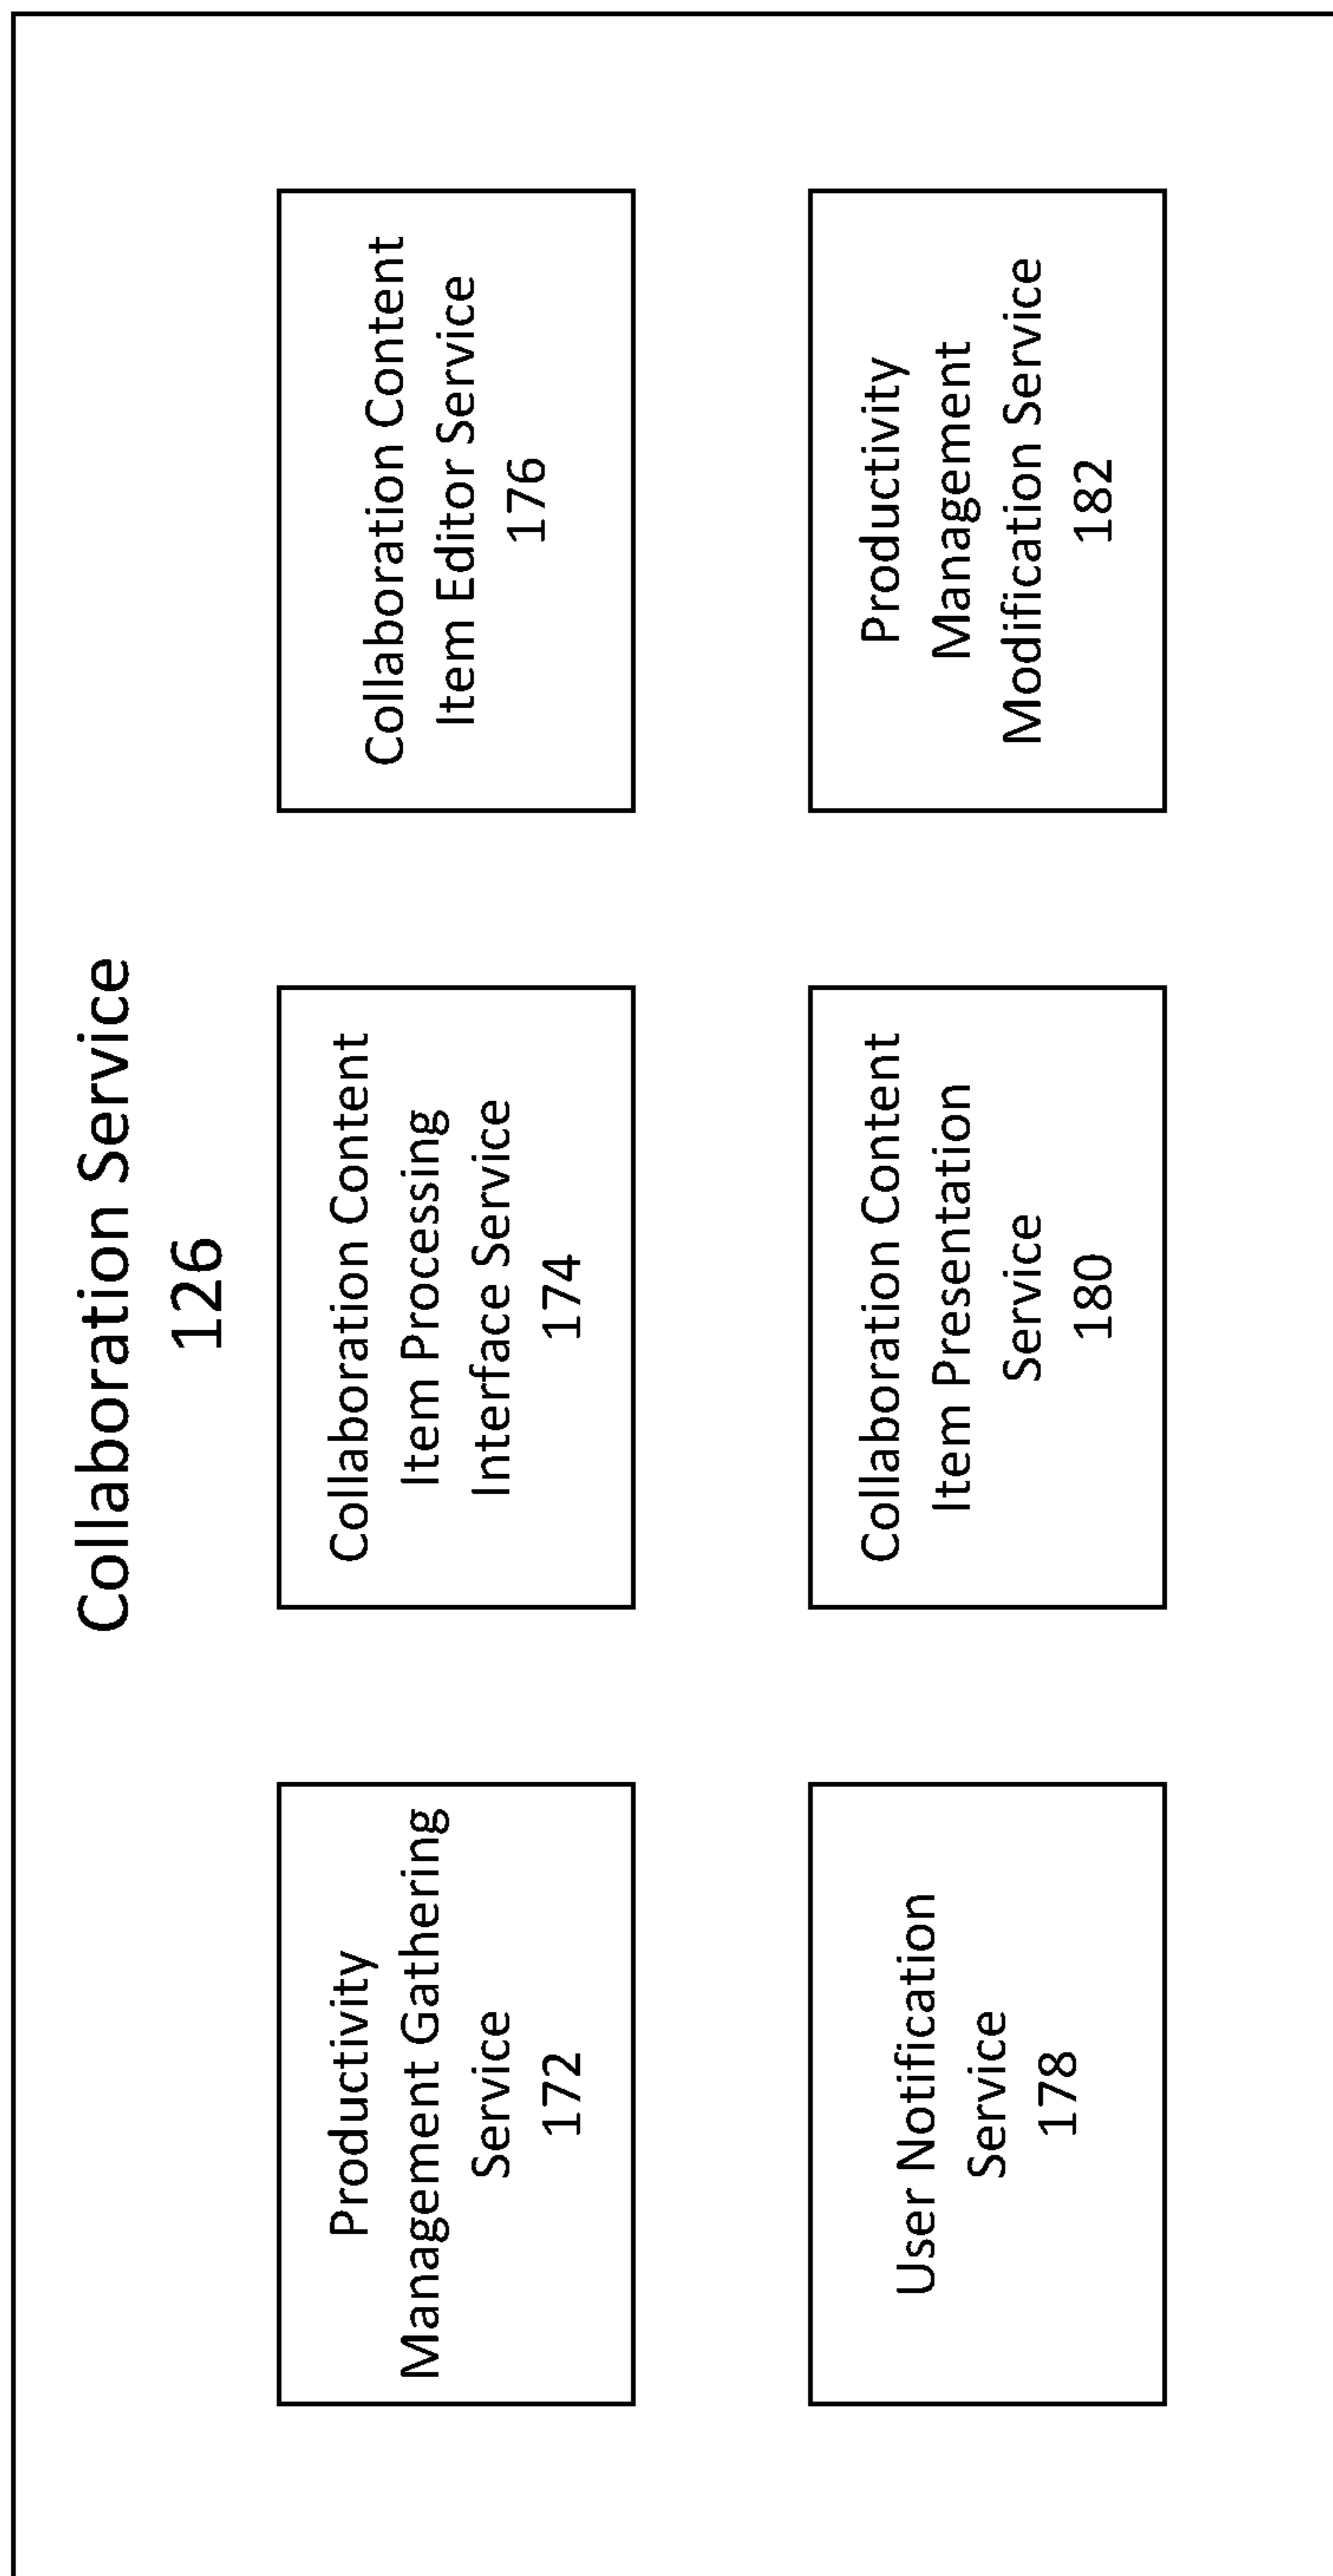 Collaboration Service
126
Productivity
Management Gathering
Service
172
Collaboration Content
Item Processing
Interface Service
174
Collaboration Content
Item Editor Service
176
User Notification
Service
178
Collaboration Content
Item Presentation
Service
180
Productivity
Management
Modification Service
182